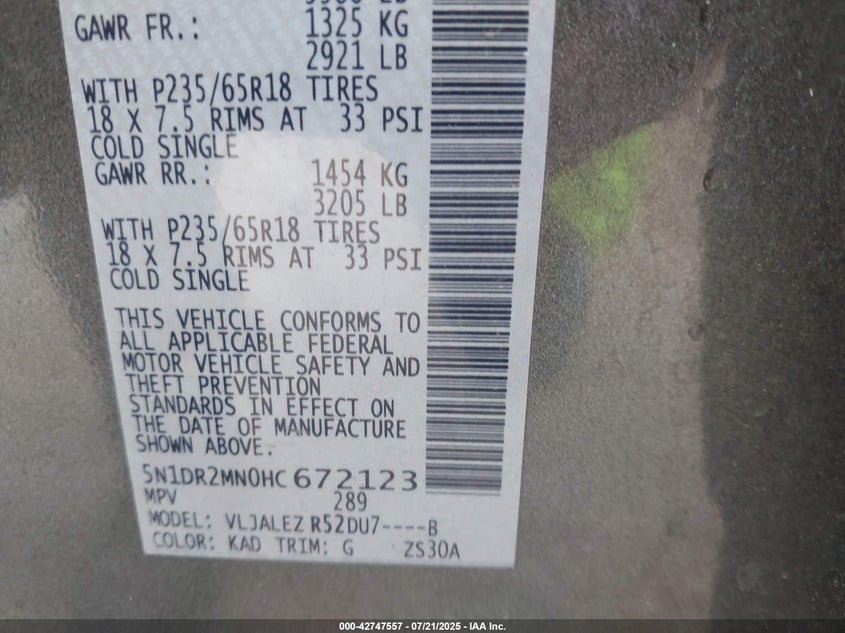 GAWR FR.: 1325 KG
2921 LB
WITH P235/65R18 TIRES
18 X 7.5 RIMS AT 33 PSI
COLD SINGLE
GAWR RR.: 1454 KG
3205 LB
WITH P235/65R18 TIRES
18 X 7.5 RIMS AT 33 PSI
COLD SINGLE
THIS VEHICLE CONFORMS TO
ALL APPLICABLE FEDERAL
MOTOR VEHICLE SAFETY AND
THEFT PREVENTION
STANDARDS IN EFFECT ON
THE DATE OF MANUFACTURE
SHOWN ABOVE.
5N1DR2MN0HC672123
MPV 289
MODEL: VLJALEZ R52DU7----B
COLOR: KAD TRIM: G ZS30A
000-42747557 - 07/21/2025 - IAA Inc.